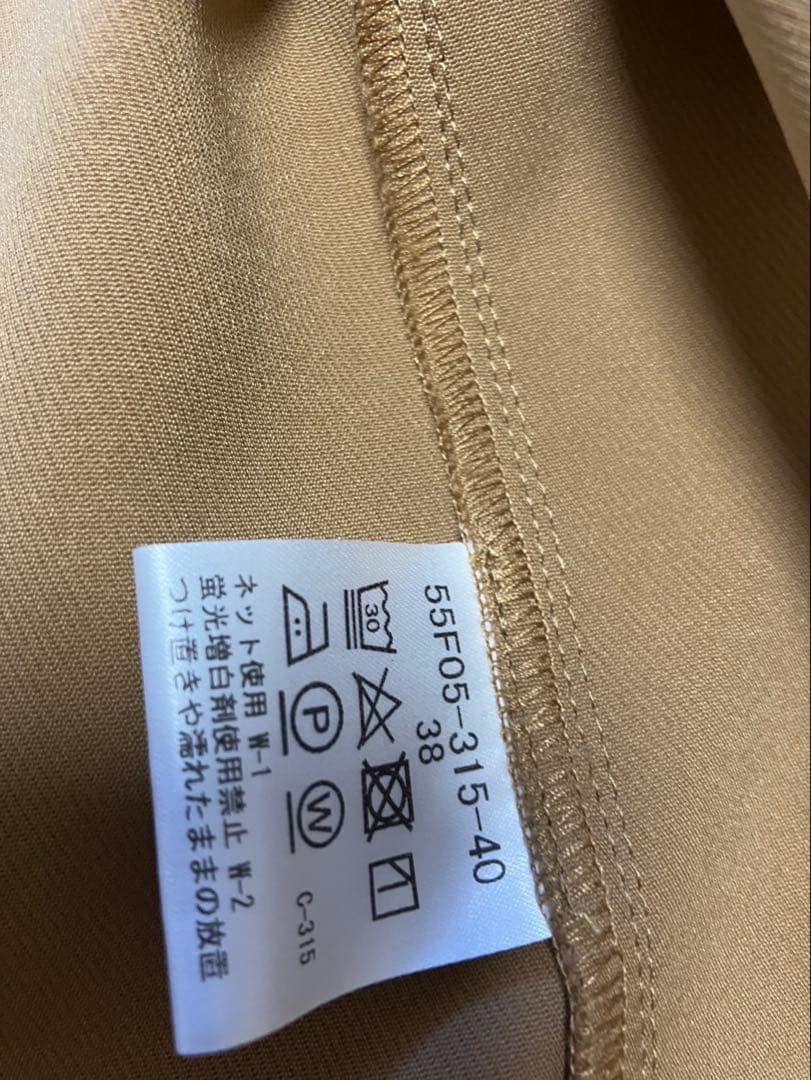 55F05-315-40
38
30
P W
C-315
ネット使用 W-1
蛍光増白剤使用禁止 W-2
つけ置きや濡れたままの放置